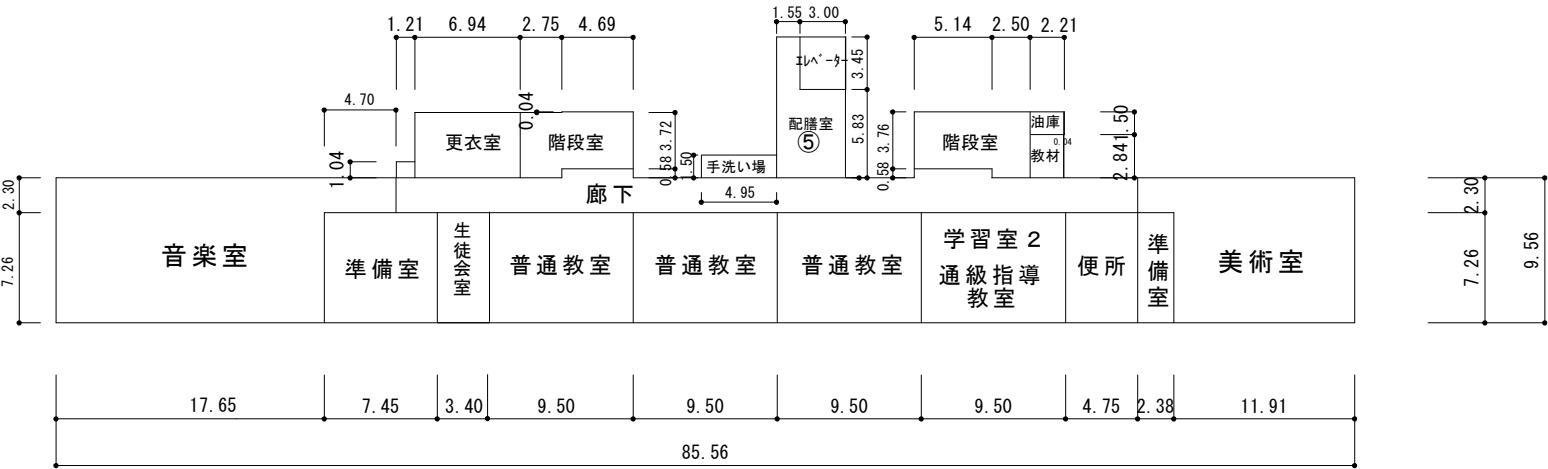 1.55 3.00
1.21 6.94 2.75 4.69
5.14 2.50 2.21
エレベーター
3.45
4.70
0.04
更衣室
階段室
3.72
0.58
1.50
手洗い場
4.95
配膳室
⑤
5.83
3.76
0.58
階段室
油庫
教材
0.04
1.50
2.84
1.04
2.30
7.26
廊下
2.30
7.26
9.56
音楽室
準備室
生徒会室
普通教室
普通教室
普通教室
学習室2
通級指導
教室
便所
準備室
美術室
17.65 7.45 3.40 9.50 9.50 9.50 9.50 4.75 2.38 11.91
85.56